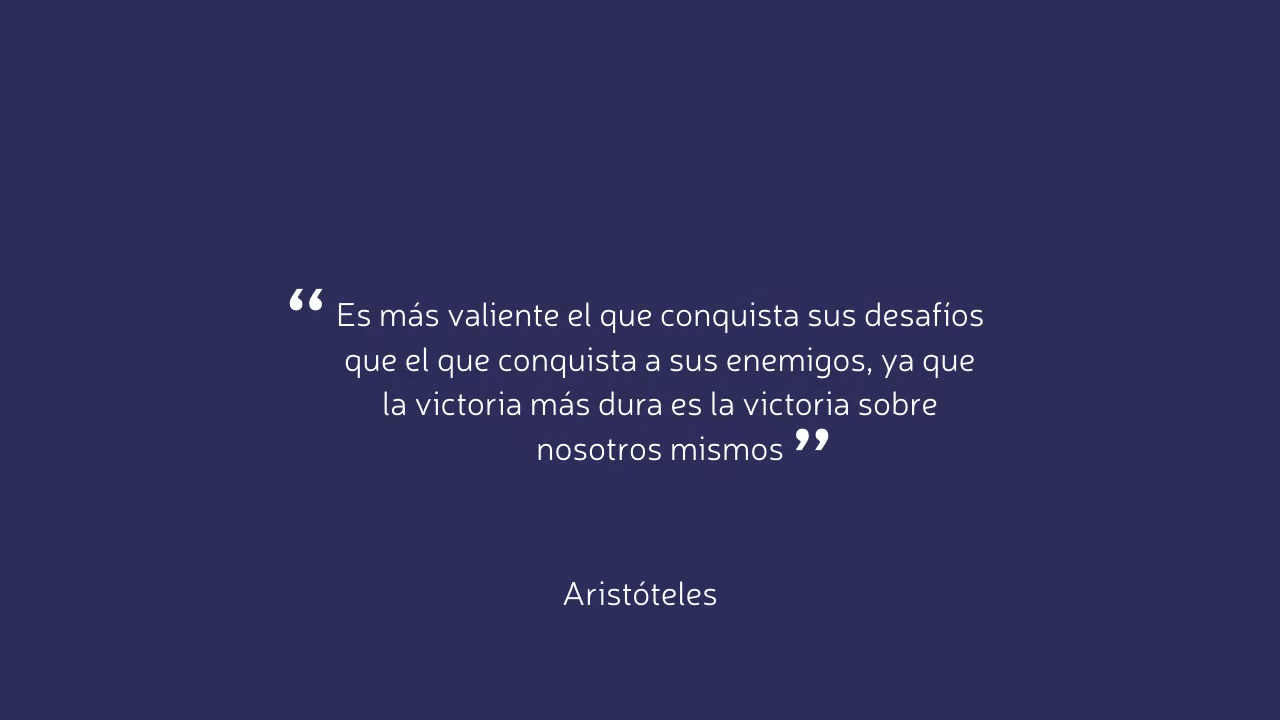 “ Es más valiente el que conquista sus desafíos
que el que conquista a sus enemigos, ya que
la victoria más dura es la victoria sobre
nosotros mismos ”
Aristóteles